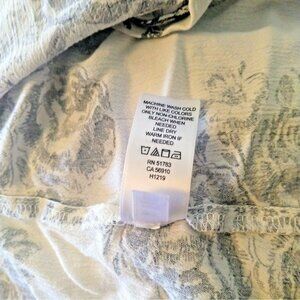 MACHINE WASH COLD
WITH LIKE COLORS
ONLY NON-CHLORINE
BLEACH WHEN
NEEDED
LINE DRY
WARM IRON IF
NEEDED
RN 51783
CA 56910
H1219